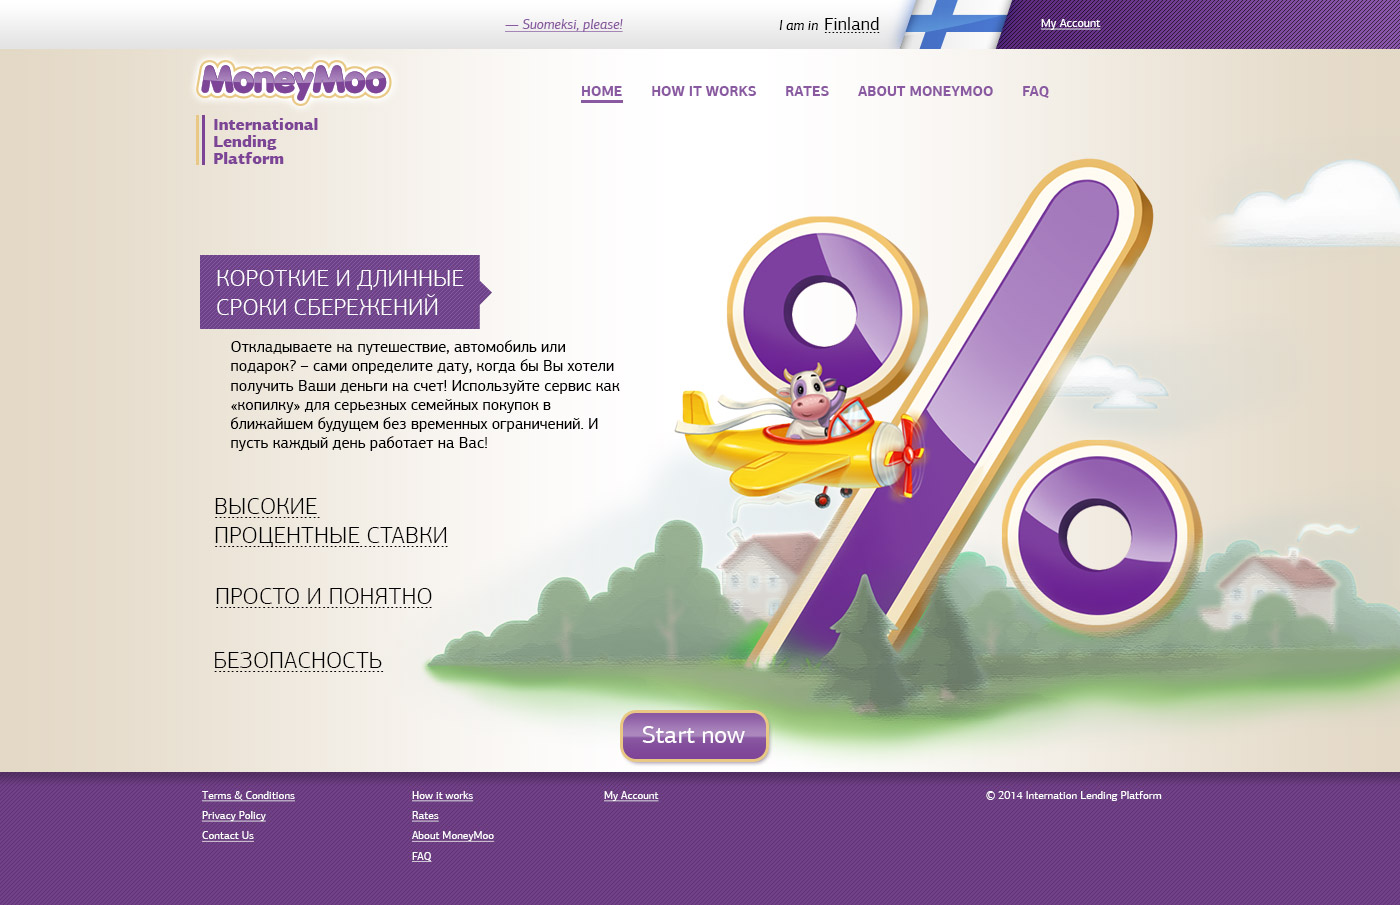 — Suomeksi, please!
I am in Finland
My Account
MoneyMoo
International
Lending
Platform
HOME HOW IT WORKS RATES ABOUT MONEYMOO FAQ
КОРОТКИЕ И ДЛИННЫЕ
СРОКИ СБЕРЕЖЕНИЙ
Откладываете на путешествие, автомобиль или
подарок? – сами определите дату, когда бы Вы хотели
получить Ваши деньги на счет! Используйте сервис как
«копилку» для серьезных семейных покупок в
ближайшем будущем без временных ограничений. И
пусть каждый день работает на Вас!
ВЫСОКИЕ
ПРОЦЕНТНЫЕ СТАВКИ
ПРОСТО И ПОНЯТНО
БЕЗОПАСНОСТЬ
%
Start now
Terms & Conditions
Privacy Policy
Contact Us
How it works
Rates
About MoneyMoo
FAQ
My Account
© 2014 Internation Lending Platform